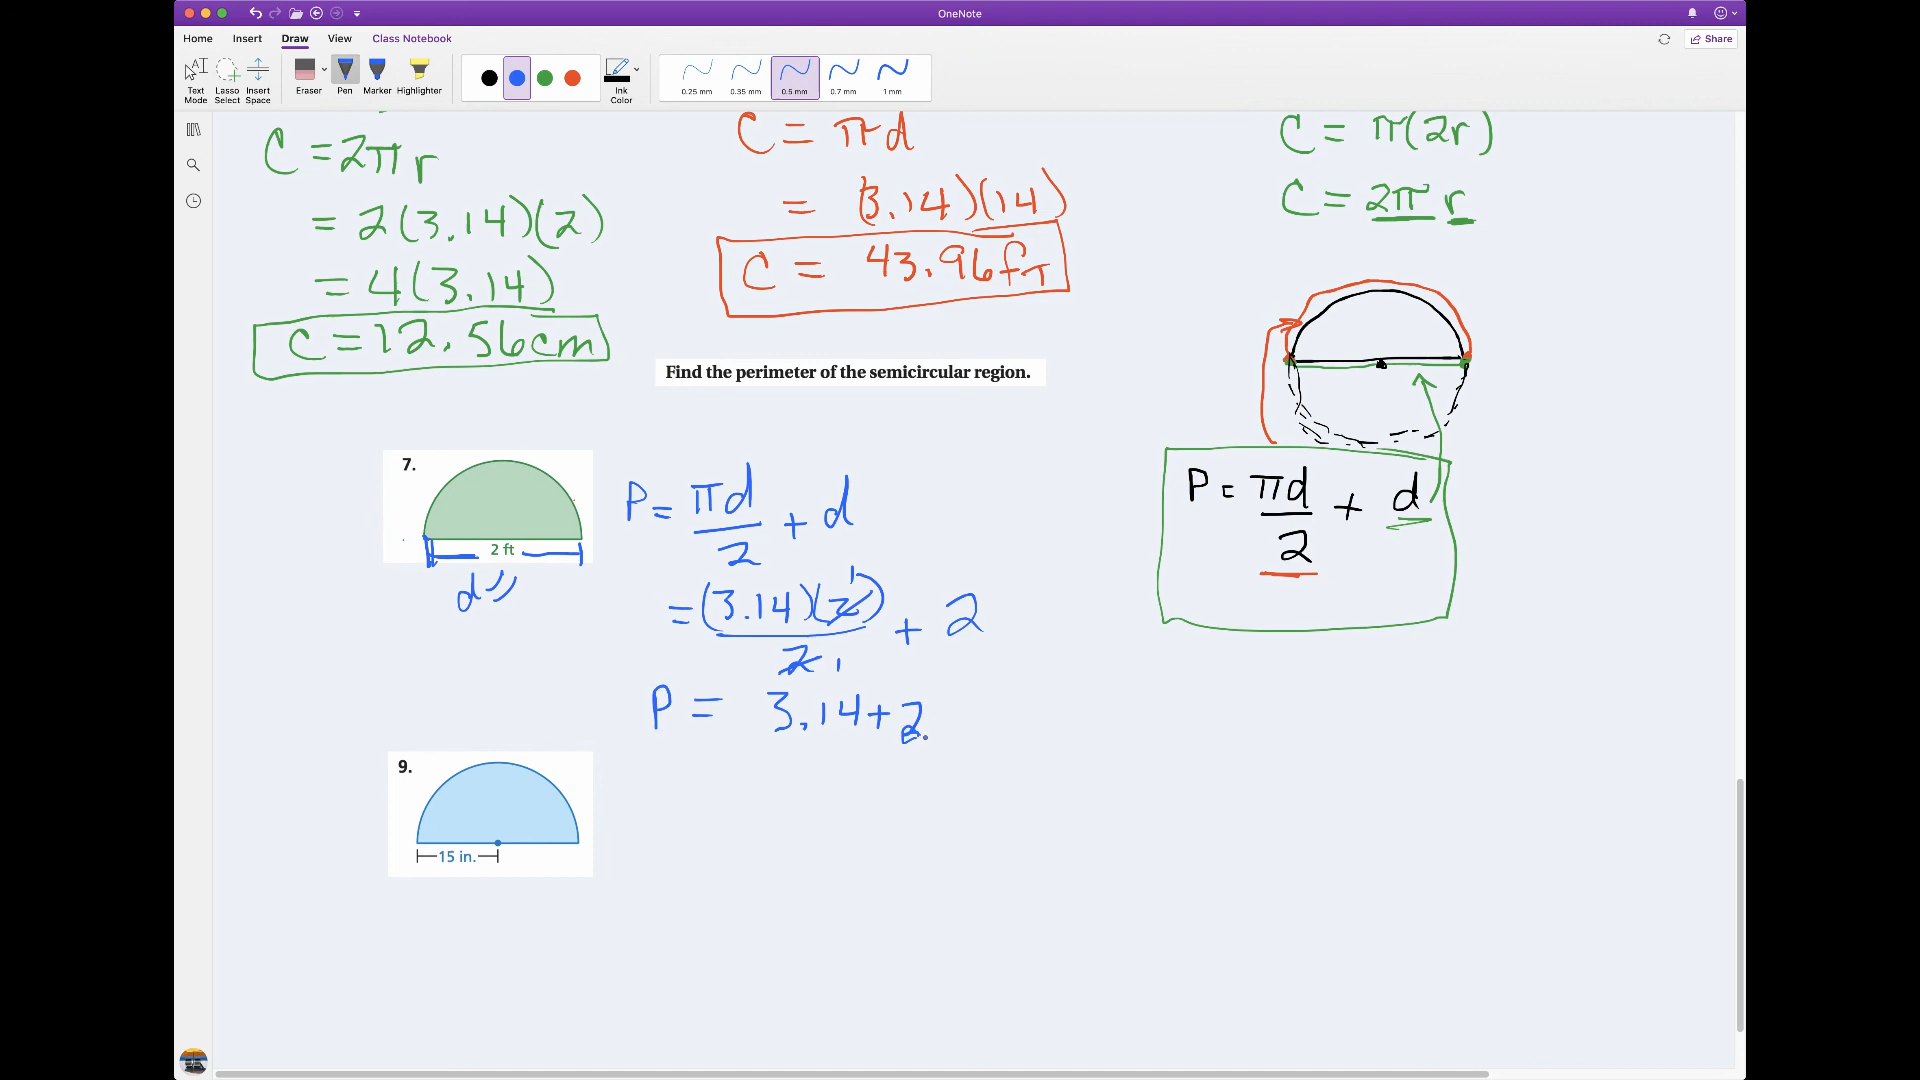 OneNote
Home Insert Draw View Class Notebook
Share
Text Mode
Lasso Select
Insert Space
Eraser
Pen
Marker
Highlighter
Ink Color
0.25 mm
0.35 mm
0.5 mm
0.7 mm
1 mm
C = 2πr
= 2(3.14)(2)
= 4(3.14)
C = 12.56cm
C = πd
= (3.14)(14)
C = 43.96 fT
C = π(2r)
C = 2πr
Find the perimeter of the semicircular region.
7.
2 ft
d
P = πd/2 + d
= (3.14)(2)/2 + 2
1
1
P = 3.14 + 2
P = πd/2 + d
9.
15 in.